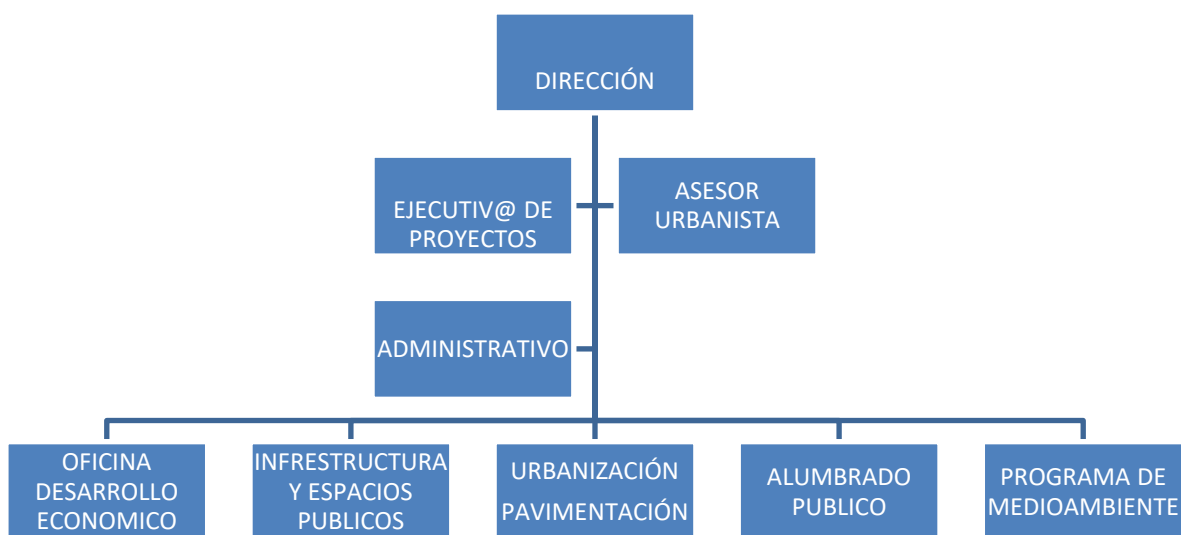 DIRECCIÓN
EJECUTIV@ DE
PROYECTOS
ASESOR
URBANISTA
ADMINISTRATIVO
OFICINA
DESARROLLO
ECONOMICO
INFRESTRUCTURA
Y ESPACIOS
PUBLICOS
URBANIZACIÓN
PAVIMENTACIÓN
ALUMBRADO
PUBLICO
PROGRAMA DE
MEDIOAMBIENTE